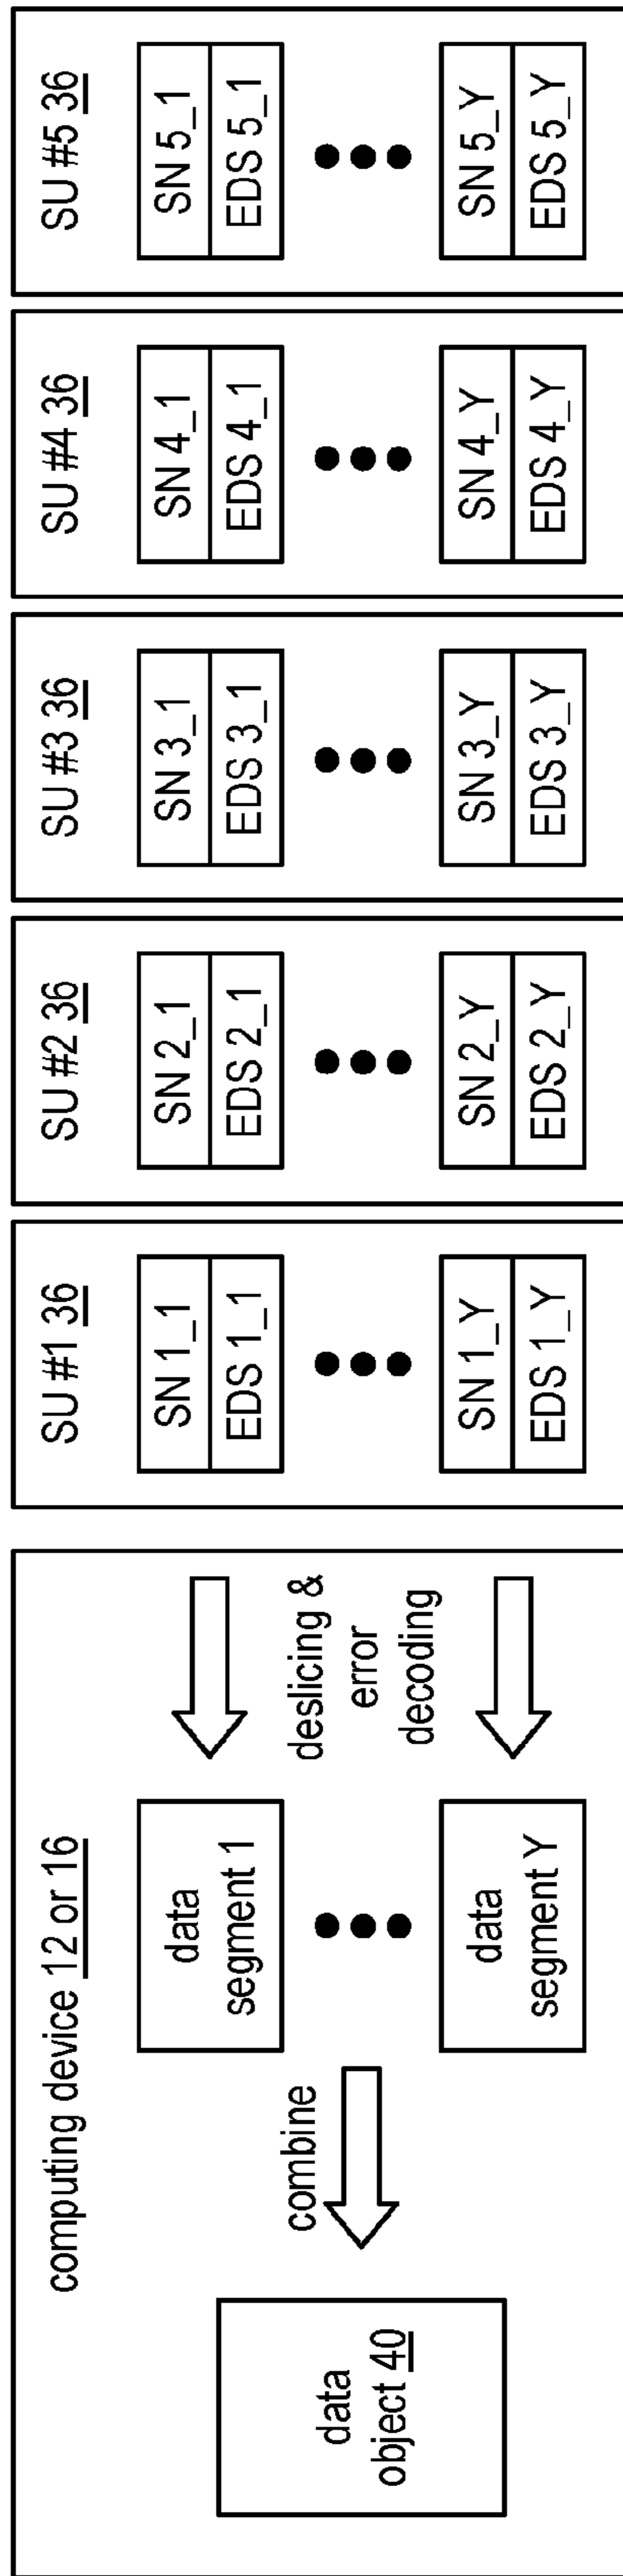 computing device 12 or 16
data
object 40
combine
data
segment 1
data
segment Y
deslicing &
error
decoding
SU #1 36
SN 1_1
EDS 1_1
SN 1_Y
EDS 1_Y
SU #2 36
SN 2_1
EDS 2_1
SN 2_Y
EDS 2_Y
SU #3 36
SN 3_1
EDS 3_1
SN 3_Y
EDS 3_Y
SU #4 36
SN 4_1
EDS 4_1
SN 4_Y
EDS 4_Y
SU #5 36
SN 5_1
EDS 5_1
SN 5_Y
EDS 5_Y